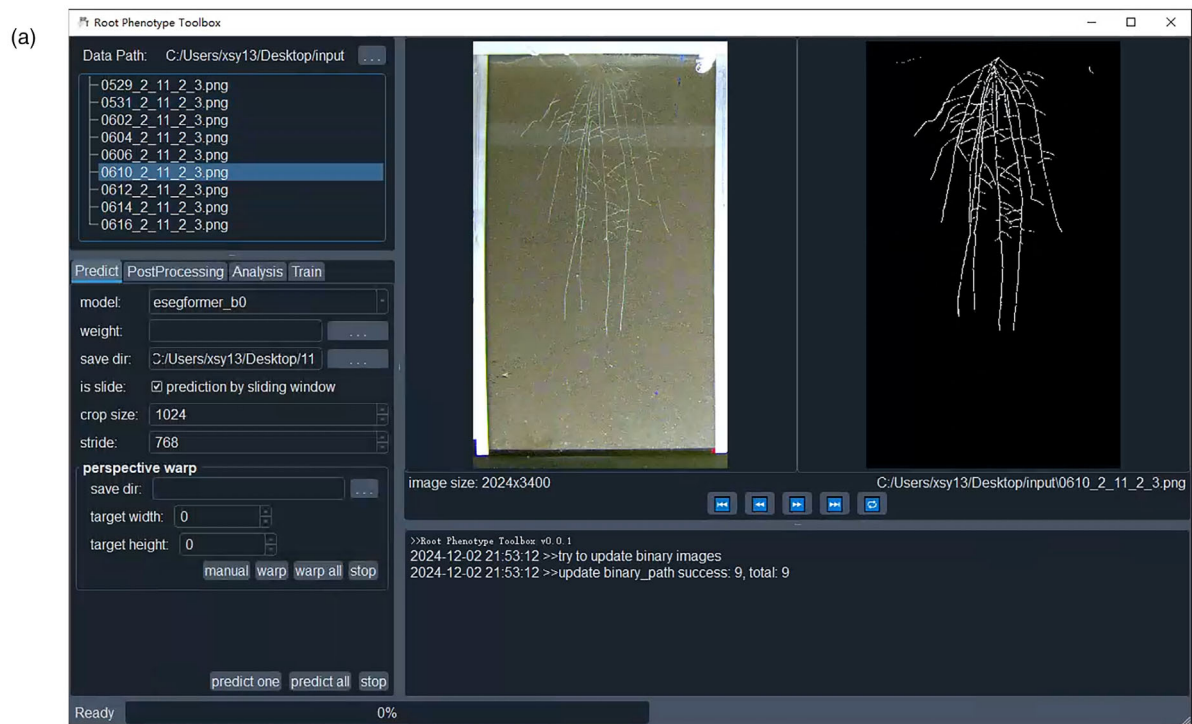 (a)
Root Phenotype Toolbox
Data Path: C:/Users/xsy13/Desktop/input ...
0529_2_11_2_3.png
0531_2_11_2_3.png
0602_2_11_2_3.png
0604_2_11_2_3.png
0606_2_11_2_3.png
0610_2_11_2_3.png
0612_2_11_2_3.png
0614_2_11_2_3.png
0616_2_11_2_3.png
Predict PostProcessing Analysis Train
model: esegformer_b0
weight: ...
save dir: C:/Users/xsy13/Desktop/11 ...
is slide: prediction by sliding window
crop size: 1024
stride: 768
perspective warp
save dir: ...
target width: 0
target height: 0
manual warp warp all stop
predict one predict all stop
Ready 0%
image size: 2024x3400 C:/Users/xsy13/Desktop/input\0610_2_11_2_3.png
>>Root Phenotype Toolbox v0.0.1
2024-12-02 21:53:12 >>try to update binary images
2024-12-02 21:53:12 >>update binary_path success: 9, total: 9